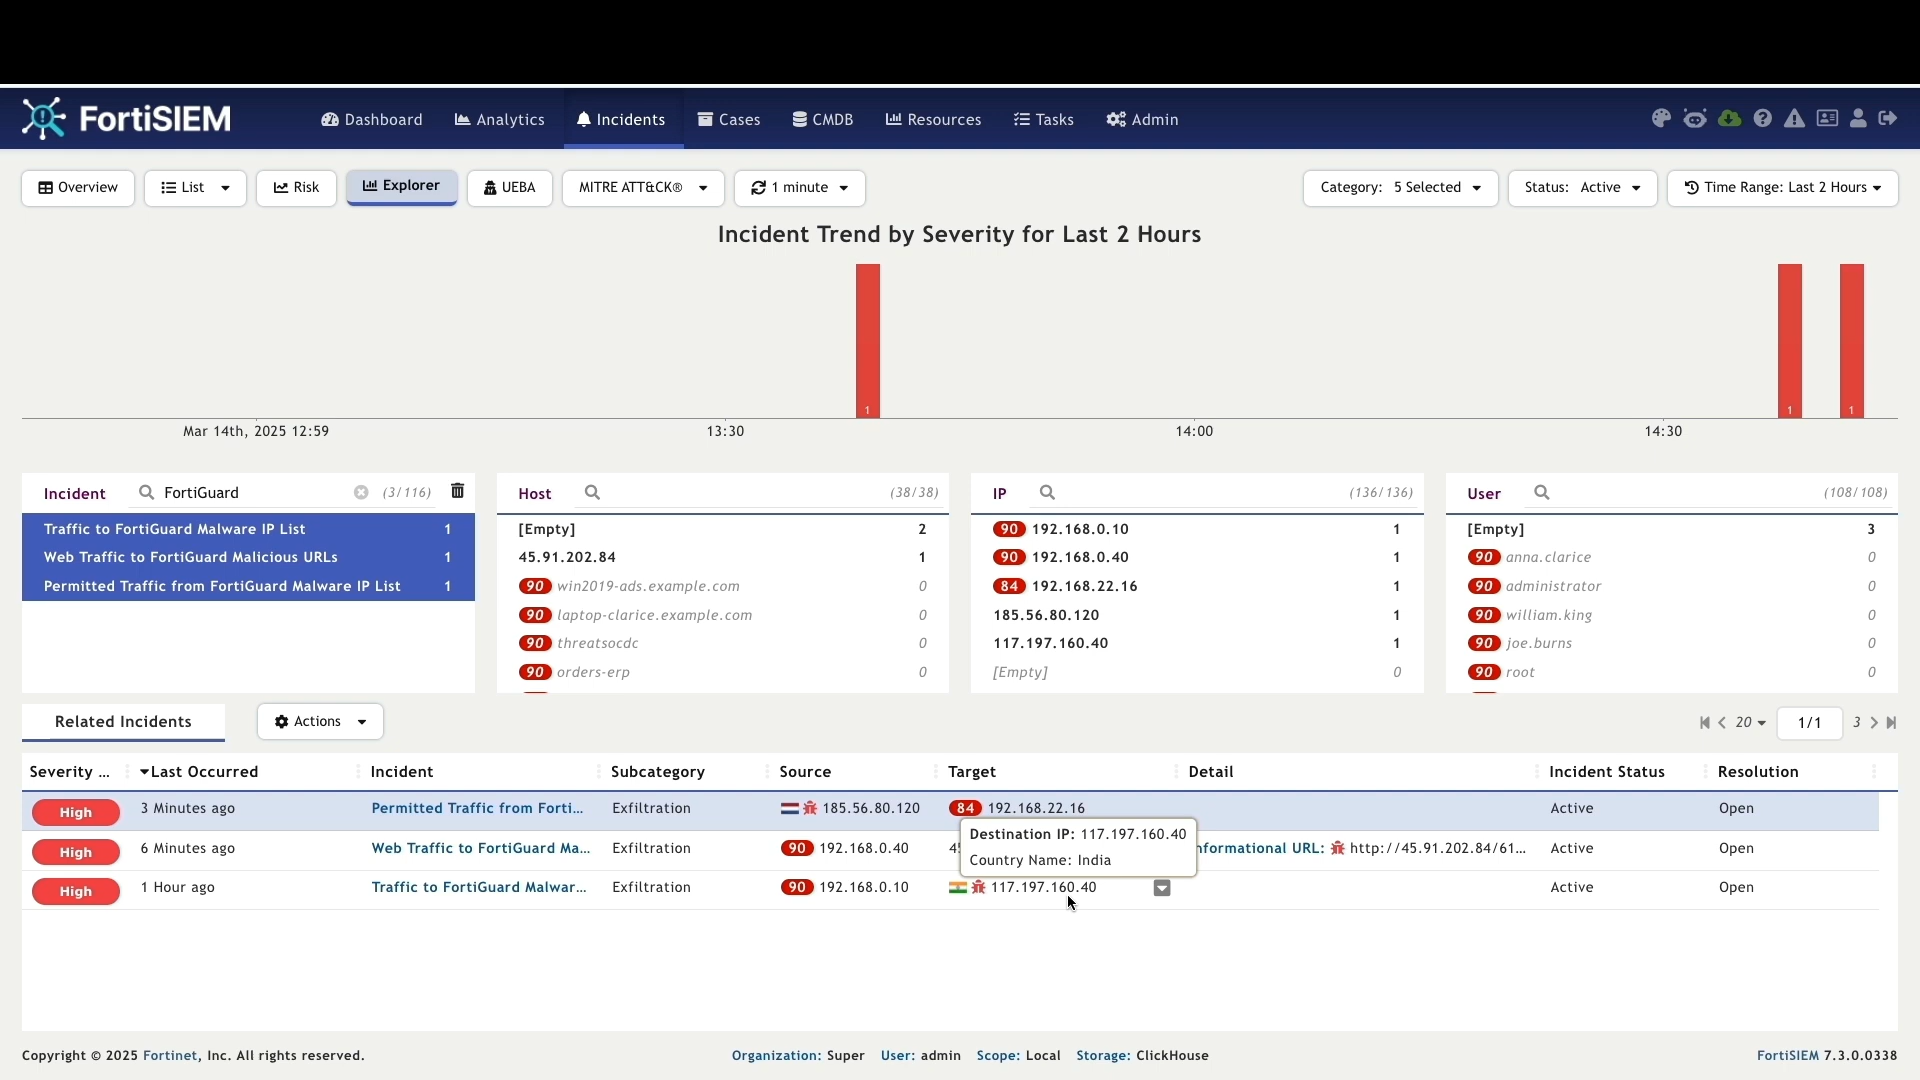 FortiSIEM
Dashboard Analytics Incidents Cases CMDB Resources Tasks Admin
Overview List Risk Explorer UEBA MITRE ATT&CK® 1 minute Category: 5 Selected Status: Active Time Range: Last 2 Hours
Incident Trend by Severity for Last 2 Hours
1 1 1
Mar 14th, 2025 12:59 13:30 14:00 14:30
Incident FortiGuard (3/116)
Traffic to FortiGuard Malware IP List 1
Web Traffic to FortiGuard Malicious URLs 1
Permitted Traffic from FortiGuard Malware IP List 1
Host (38/38)
[Empty] 2
45.91.202.84 1
90 win2019-ads.example.com 0
90 laptop-clarice.example.com 0
90 threatsocdc 0
90 orders-erp 0
IP (136/136)
90 192.168.0.10 1
90 192.168.0.40 1
84 192.168.22.16 1
185.56.80.120 1
117.197.160.40 1
[Empty] 0
User (108/108)
[Empty] 3
90 anna.clarice 0
90 administrator 0
90 william.king 0
90 joe.burns 0
90 root 0
Related Incidents Actions 20 1/1 3
Severity ... Last Occurred Incident Subcategory Source Target Detail Incident Status Resolution
High 3 Minutes ago Permitted Traffic from Forti... Exfiltration 185.56.80.120 84 192.168.22.16 Active Open
Destination IP: 117.197.160.40
Country Name: India
High 6 Minutes ago Web Traffic to FortiGuard Ma... Exfiltration 90 192.168.0.40 45 nformational URL: http://45.91.202.84/61... Active Open
High 1 Hour ago Traffic to FortiGuard Malwar... Exfiltration 90 192.168.0.10 117.197.160.40 Active Open
Copyright © 2025 Fortinet, Inc. All rights reserved. Organization: Super User: admin Scope: Local Storage: ClickHouse FortiSIEM 7.3.0.0338